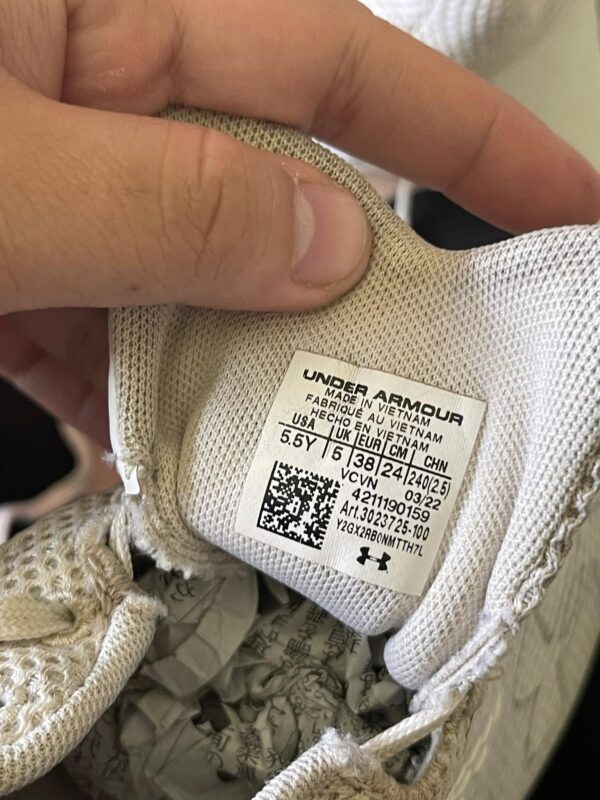 UNDER ARMOUR
MADE IN VIETNAM
FABRIQUÉ AU VIETNAM
HECHO EN VIETNAM
USA UK EUR CM CHN
5.5Y 5 38 24 240(2.5)
VCVN 03/22
4211190159
Art.3023725-100
Y2GX2RB0NMTTH7L